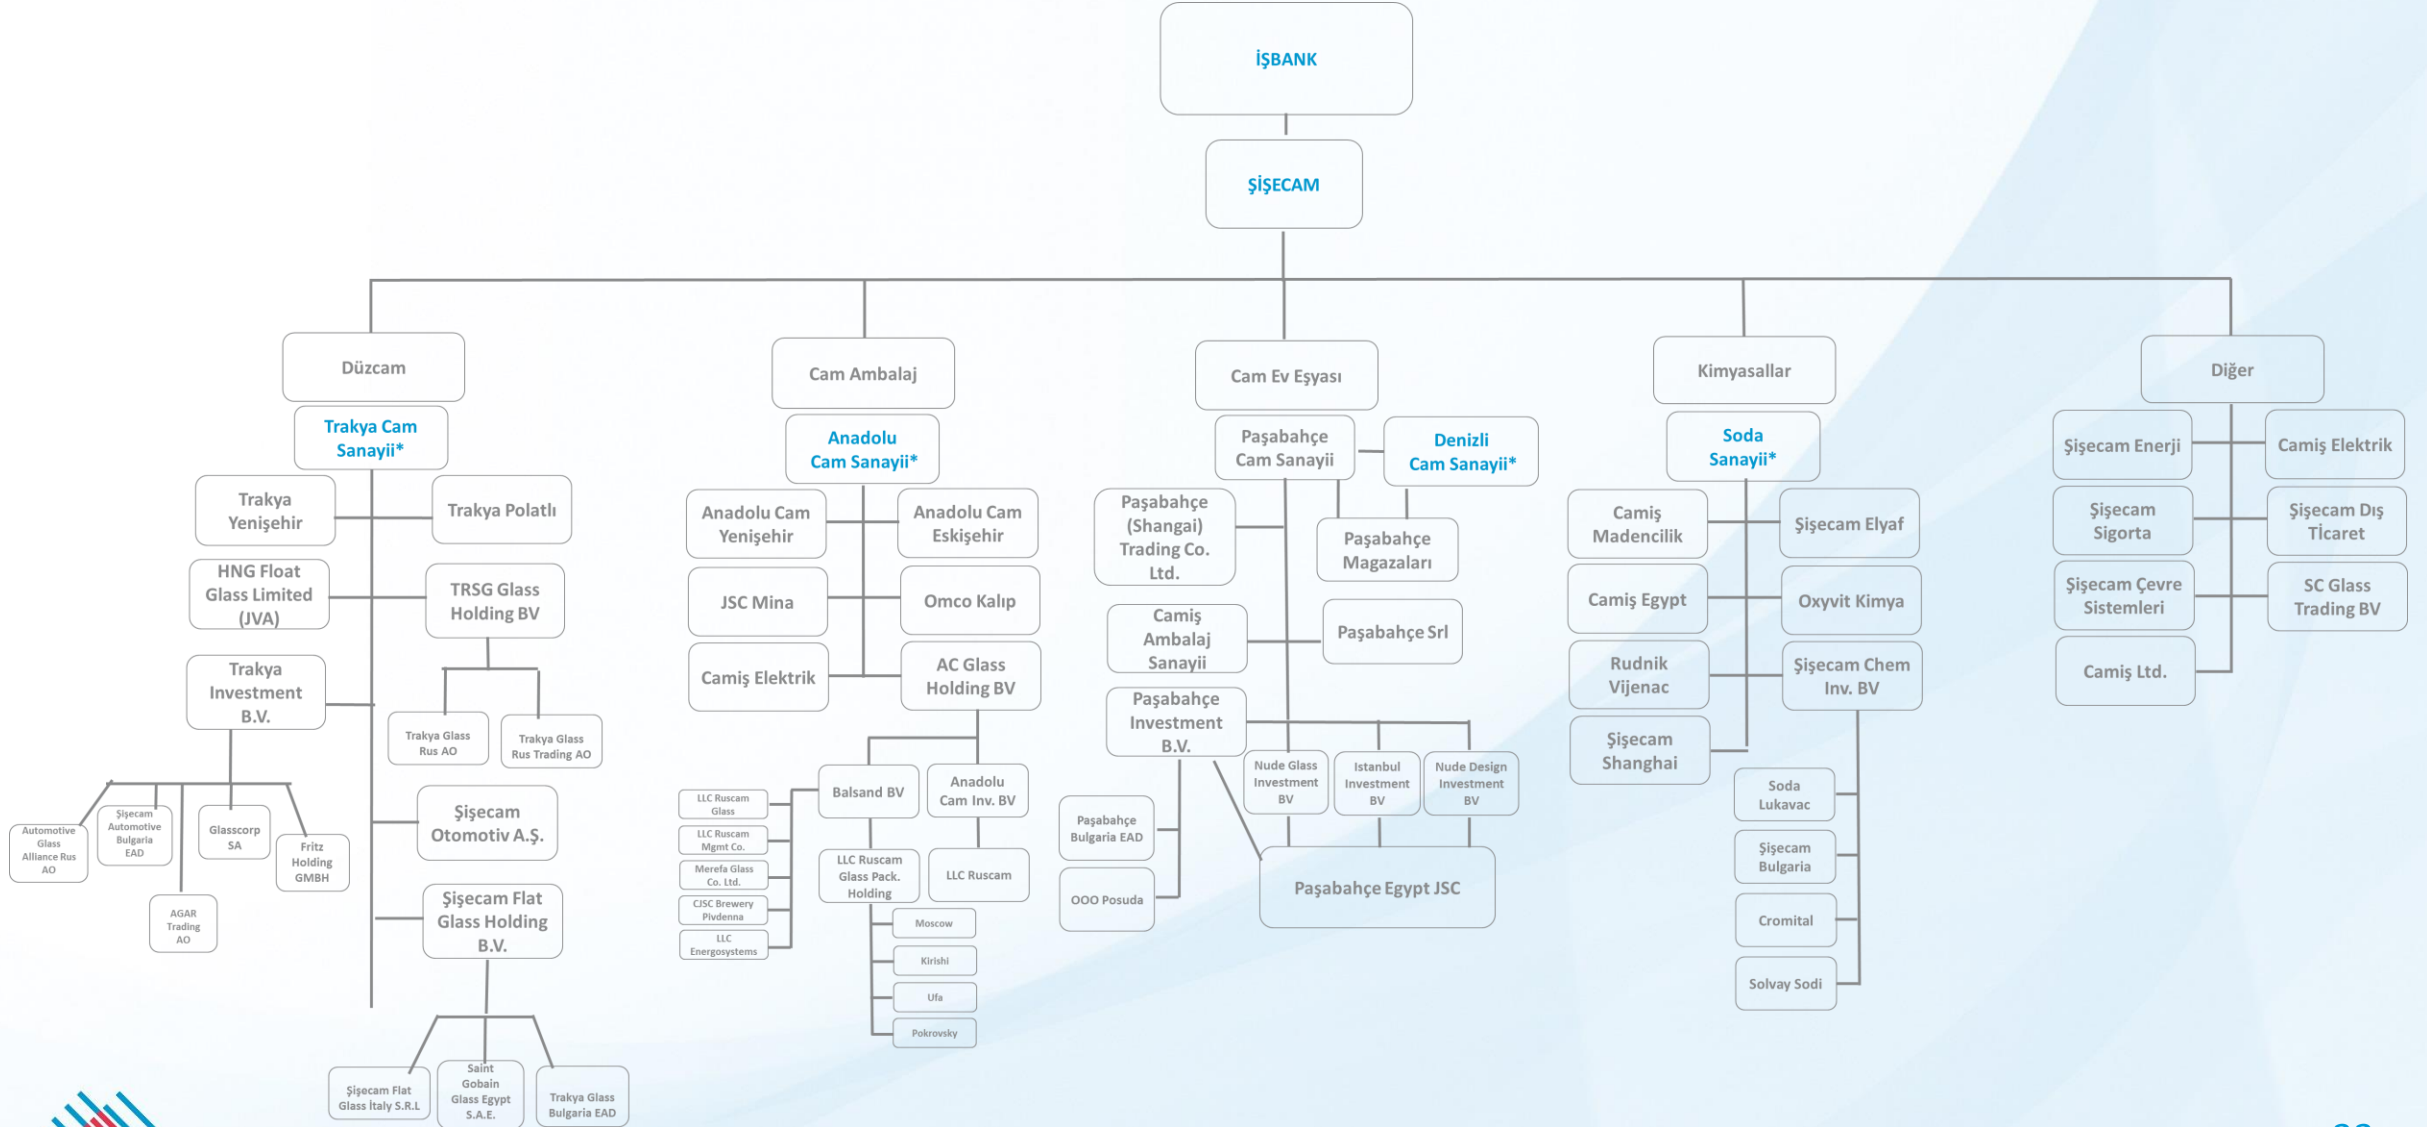 İŞBANK
ŞİŞECAM
Düzcam
Cam Ambalaj
Cam Ev Eşyası
Kimyasallar
Diğer
Trakya Cam
Sanayii*
Trakya
Yenişehir
Trakya Polatlı
HNG Float
Glass Limited
(JVA)
TRSG Glass
Holding BV
Trakya
Investment
B.V.
Trakya Glass
Rus AO
Trakya Glass
Rus Trading AO
Automotive
Glass
Alliance Rus
AO
Şişecam
Automotive
Bulgaria
EAD
AGAR
Trading
AO
Glasscorp
SA
Fritz
Holding
GMBH
Şişecam
Otomotiv A.Ş.
Şişecam Flat
Glass Holding
B.V.
Şişecam Flat
Glass İtaly S.R.L
Saint
Gobain
Glass Egypt
S.A.E.
Trakya Glass
Bulgaria EAD
Anadolu
Cam Sanayii*
Anadolu Cam
Yenişehir
Anadolu Cam
Eskişehir
JSC Mina
Omco Kalıp
Camiş Elektrik
AC Glass
Holding BV
Balsand BV
Anadolu
Cam Inv. BV
LLC Ruscam
Glass
LLC Ruscam
Mgmt Co.
Merefa Glass
Co. Ltd.
CJSC Brewery
Pivdenna
LLC
Energosystems
LLC Ruscam
Glass Pack.
Holding
LLC Ruscam
Moscow
Kirishi
Ufa
Pokrovsky
Paşabahçe
Cam Sanayii
Denizli
Cam Sanayii*
Paşabahçe
(Shangai)
Trading Co.
Ltd.
Paşabahçe
Magazaları
Camiş
Ambalaj
Sanayii
Paşabahçe Srl
Paşabahçe
Investment
B.V.
Nude Glass
Investment
BV
Istanbul
Investment
BV
Nude Design
Investment
BV
Paşabahçe
Bulgaria EAD
OOO Posuda
Paşabahçe Egypt JSC
Soda
Sanayii*
Camiş
Madencilik
Şişecam Elyaf
Camiş Egypt
Oxyvit Kimya
Rudnik
Vijenac
Şişecam Chem
Inv. BV
Şişecam
Shanghai
Soda
Lukavac
Şişecam
Bulgaria
Cromital
Solvay Sodi
Şişecam Enerji
Camiş Elektrik
Şişecam
Sigorta
Şişecam Dış
Tİcaret
Şişecam Çevre
Sistemleri
SC Glass
Trading BV
Camiş Ltd.